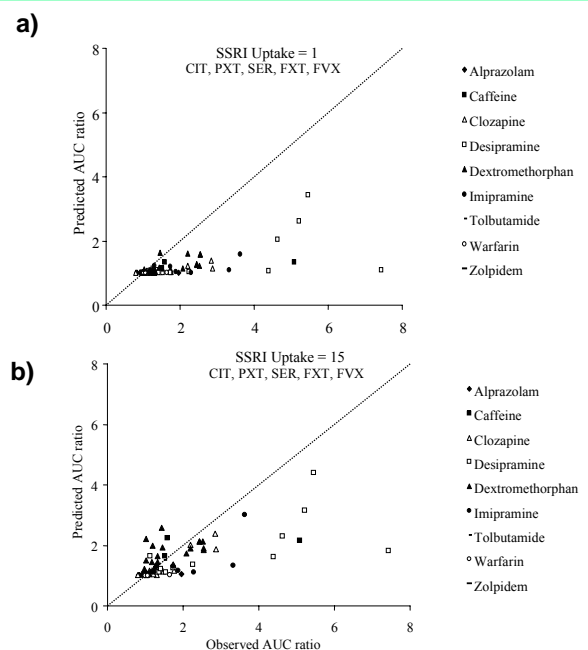 a)
SSRI Uptake = 1
CIT, PXT, SER, FXT, FVX
Predicted AUC ratio
8
6
4
2
0
0 2 4 6 8
Alprazolam
Caffeine
Clozapine
Desipramine
Dextromethorphan
Imipramine
Tolbutamide
Warfarin
Zolpidem
b)
SSRI Uptake = 15
CIT, PXT, SER, FXT, FVX
Predicted AUC ratio
8
6
4
2
0
0 2 4 6 8
Observed AUC ratio
Alprazolam
Caffeine
Clozapine
Desipramine
Dextromethorphan
Imipramine
Tolbutamide
Warfarin
Zolpidem